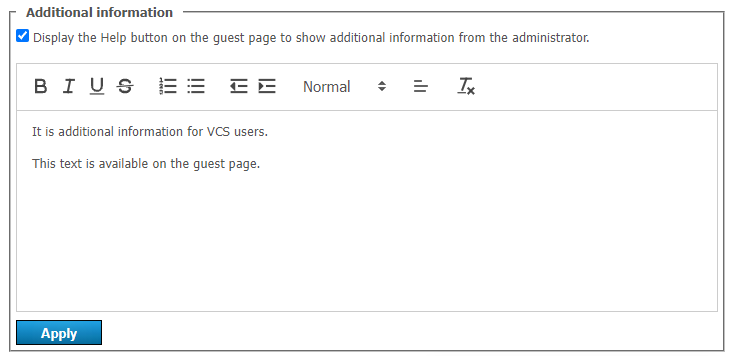 Additional information
Display the Help button on the guest page to show additional information from the administrator.
B I U S Normal
It is additional information for VCS users.
This text is available on the guest page.
Apply